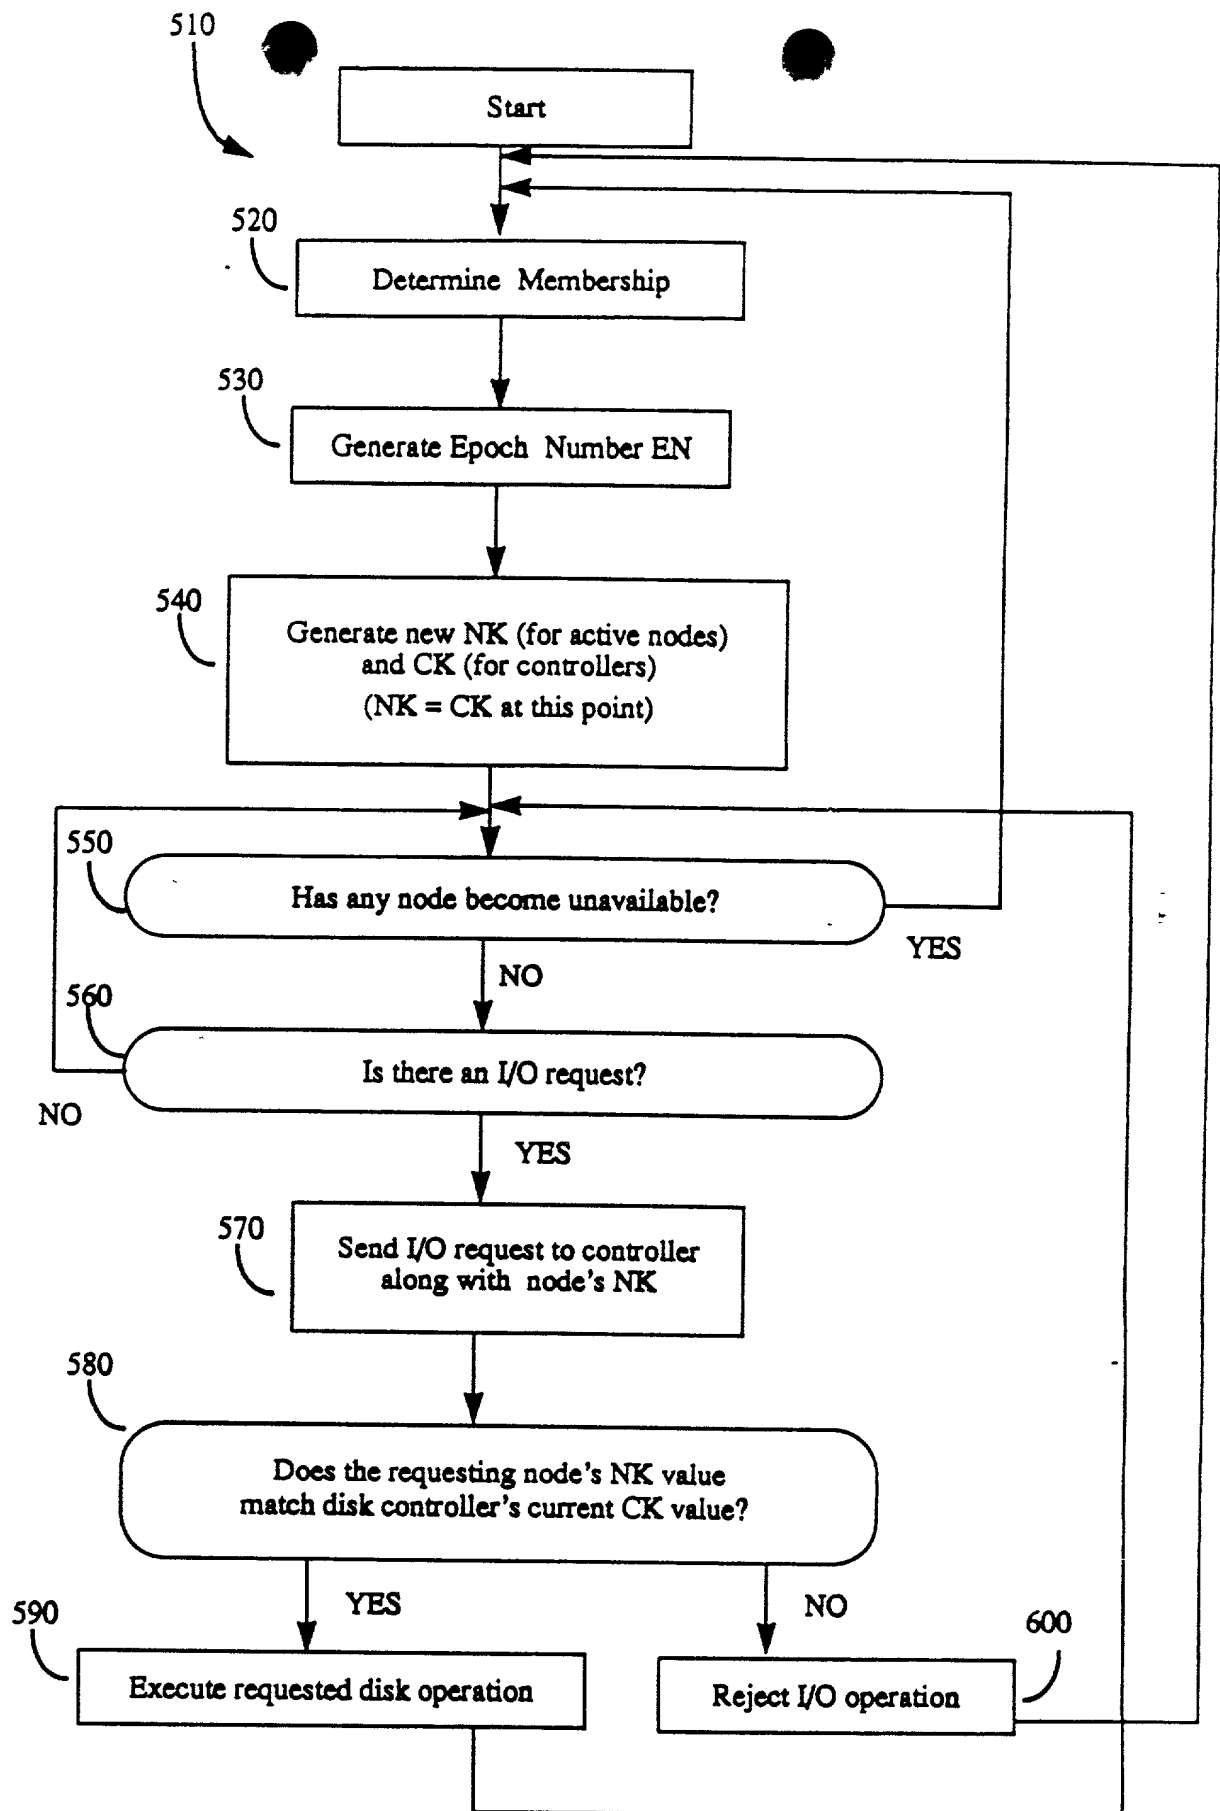 510
Start
520
Determine Membership
530
Generate Epoch Number EN
540
Generate new NK (for active nodes)
and CK (for controllers)
(NK = CK at this point)
550
Has any node become unavailable?
YES
NO
560
Is there an I/O request?
NO
YES
570
Send I/O request to controller
along with node's NK
580
Does the requesting node's NK value
match disk controller's current CK value?
YES
NO
590
Execute requested disk operation
600
Reject I/O operation